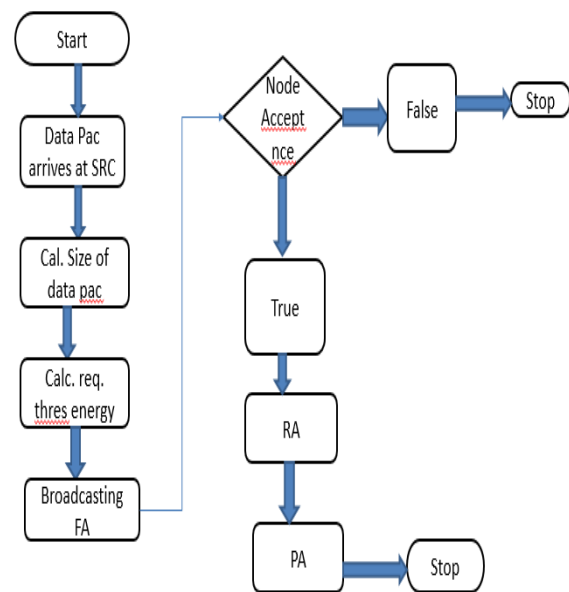 Start
Data Pac
arrives at SRC
Cal. Size of
data pac
Calc. req.
thres energy
Broadcasting
FA
Node
Accept
nce
False
Stop
True
RA
PA
Stop